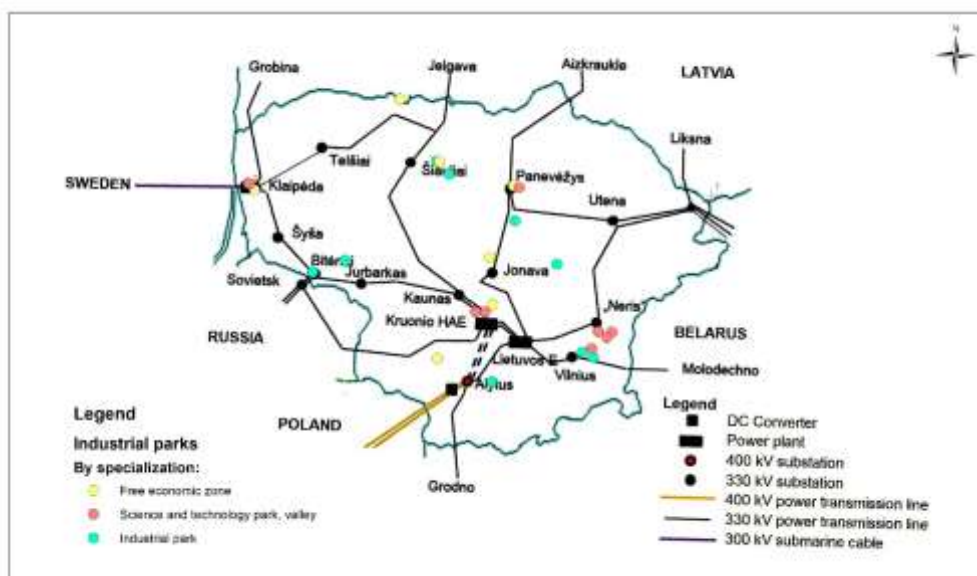 N
Grobina
Jelgava
Aizkraukle
LATVIA
Liksna
Telšiai
Šiauliai
Panevėžys
SWEDEN
Klaipėda
Utena
Šyša
Bitėnai
Jurbarkas
Sovietsk
Jonava
Kaunas
„Neris"
RUSSIA
Kruonio HAE
BELARUS
Lietuvos E
Vilnius
Molodechno
Alytus
POLAND
Grodno
Legend
Industrial parks
By specialization:
Free economic zone
Science and technology park, valley
Industrial park
Legend
DC Converter
Power plant
400 kV substation
330 kV substation
400 kV power transmission line
330 kV power transmission line
300 kV submarine cable